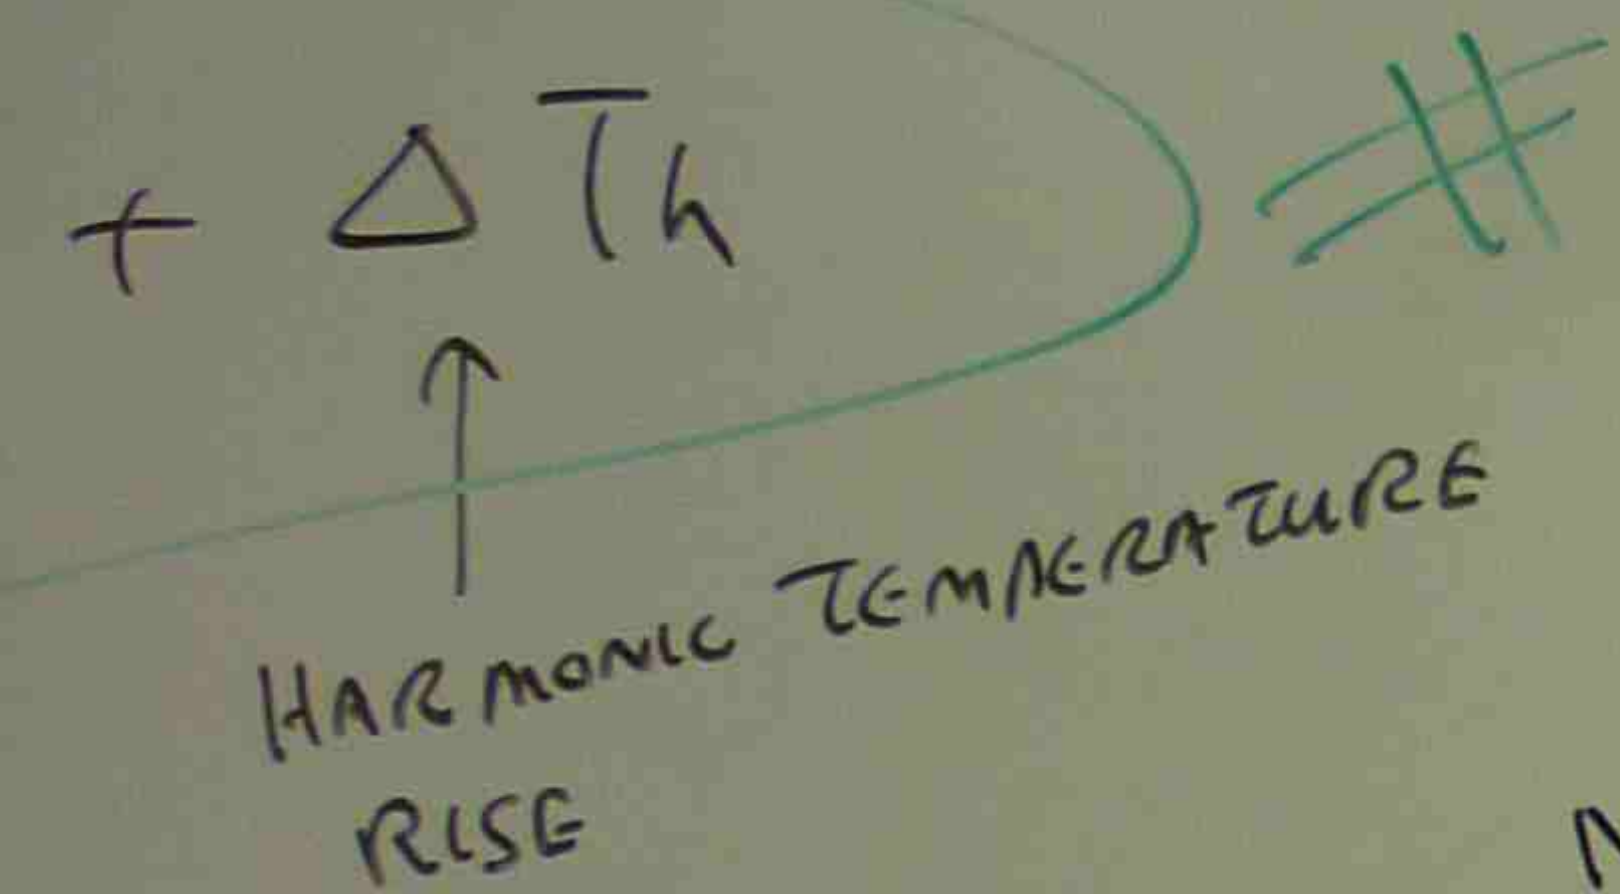 + ΔTh #
↑
HARMONIC TEMPERATURE
RISE
N